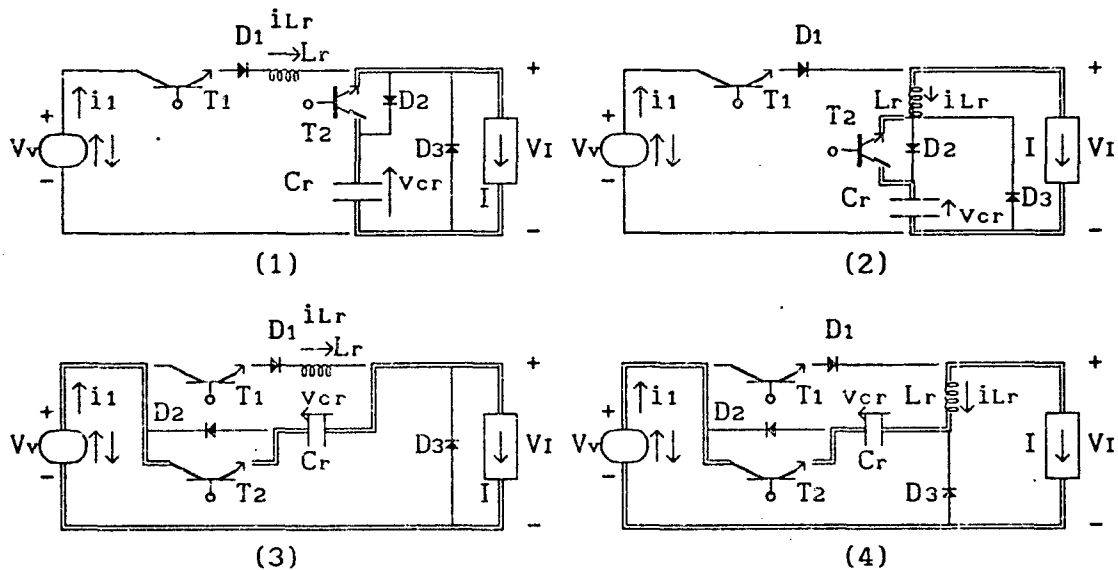 iLr
D1 Lr
+
i1 T1 D2
+ T2
Vv D3 VI
- Cr vcr I
-
(1)
D1
+
i1 T1 Lr iLr
+ T2
Vv D2 I VI
- Cr vcr D3
-
(2)
iLr
D1 Lr
+
i1 T1 vcr
+ D2
Vv Cr D3 VI
- T2 I
-
(3)
D1
+
i1 T1 vcr Lr iLr
+ D2
Vv Cr I VI
- T2 D3
-
(4)